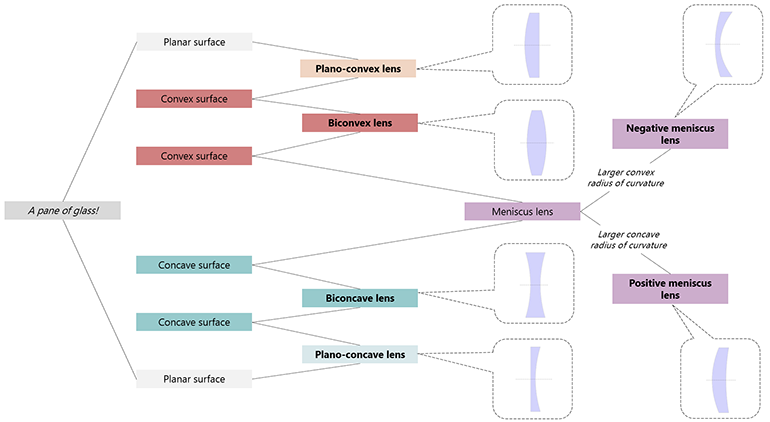 Planar surface
Plano-convex lens
Convex surface
Biconvex lens
Convex surface
Negative meniscus
lens
Larger convex
radius of curvature
A pane of glass!
Meniscus lens
Larger concave
radius of curvature
Concave surface
Biconcave lens
Positive meniscus
lens
Concave surface
Plano-concave lens
Planar surface